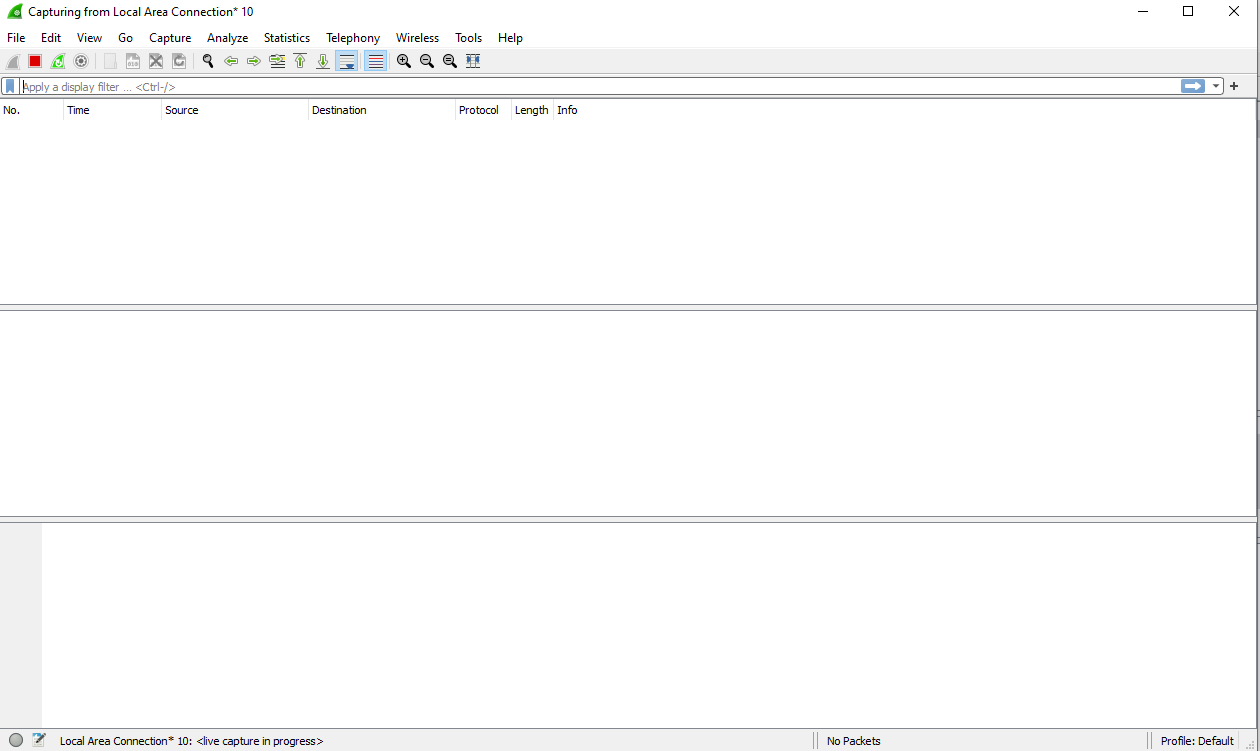 Capturing from Local Area Connection* 10
File Edit View Go Capture Analyze Statistics Telephony Wireless Tools Help
Apply a display filter ... <Ctrl-/>
No. Time Source Destination Protocol Length Info
Local Area Connection* 10: <live capture in progress> No Packets Profile: Default